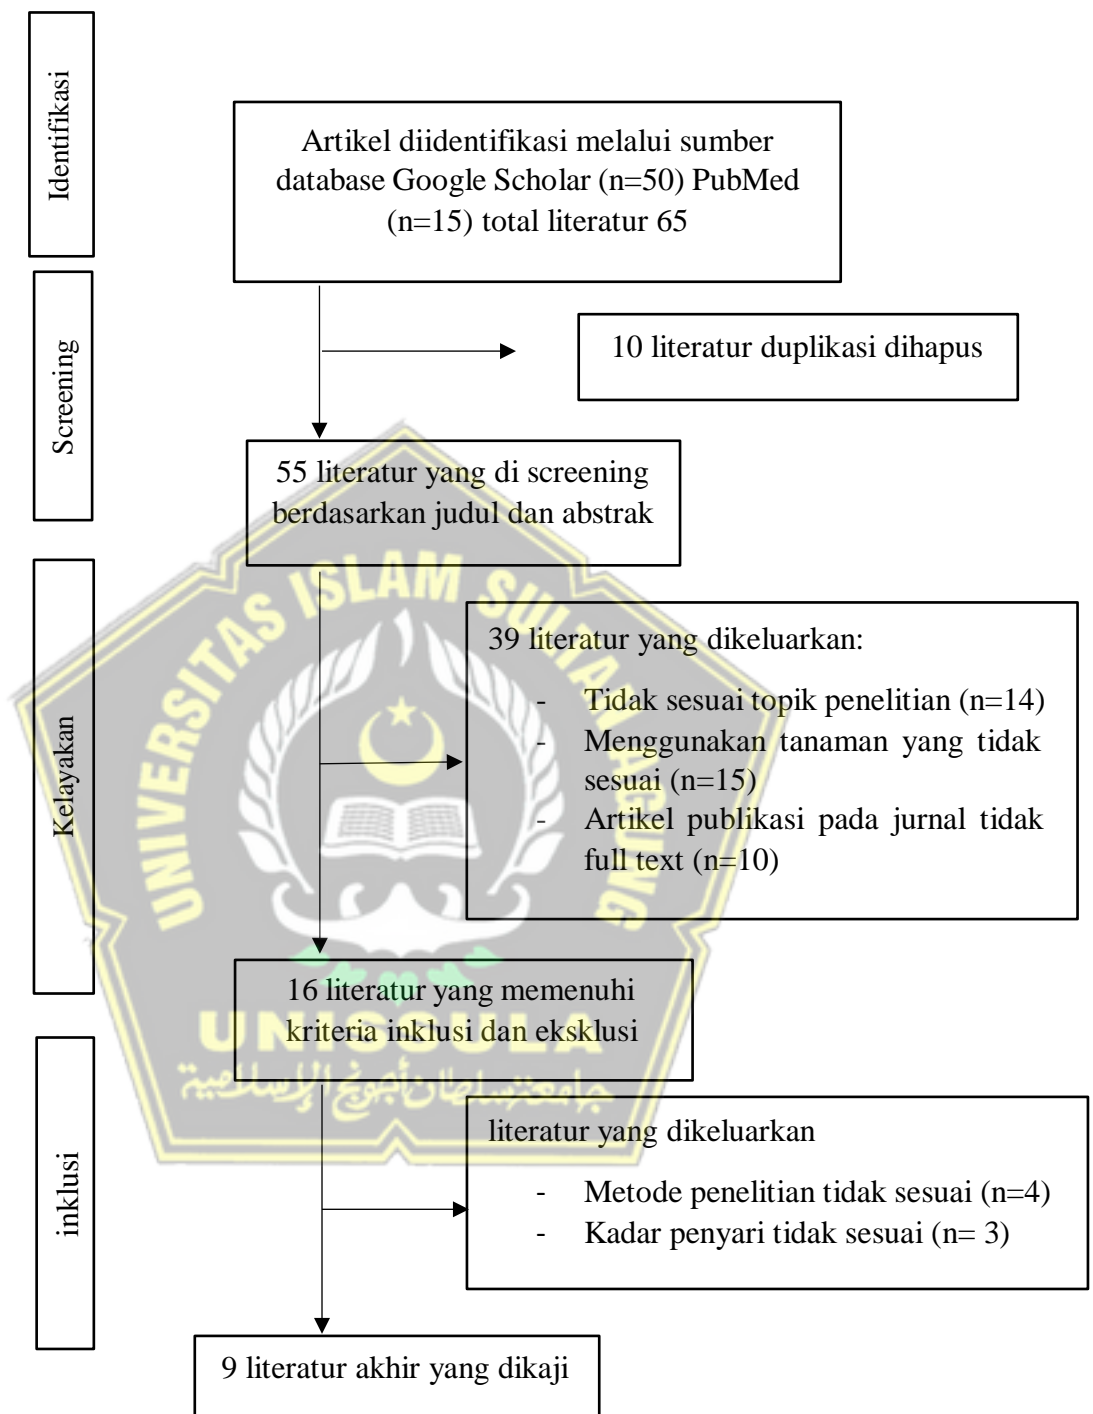 Identifikasi
Artikel diidentifikasi melalui sumber
database Google Scholar (n=50) PubMed
(n=15) total literatur 65
Screening
10 literatur duplikasi dihapus
55 literatur yang di screening
berdasarkan judul dan abstrak
Kelayakan
39 literatur yang dikeluarkan:
- Tidak sesuai topik penelitian (n=14)
- Menggunakan tanaman yang tidak
sesuai (n=15)
- Artikel publikasi pada jurnal tidak
full text (n=10)
16 literatur yang memenuhi
kriteria inklusi dan eksklusi
inklusi
literatur yang dikeluarkan
- Metode penelitian tidak sesuai (n=4)
- Kadar penyari tidak sesuai (n= 3)
9 literatur akhir yang dikaji
UNIVERSITAS ISLAM SULTAN AGUNG
UNISSULA
جامعتسلطان أجونج الإسلامية